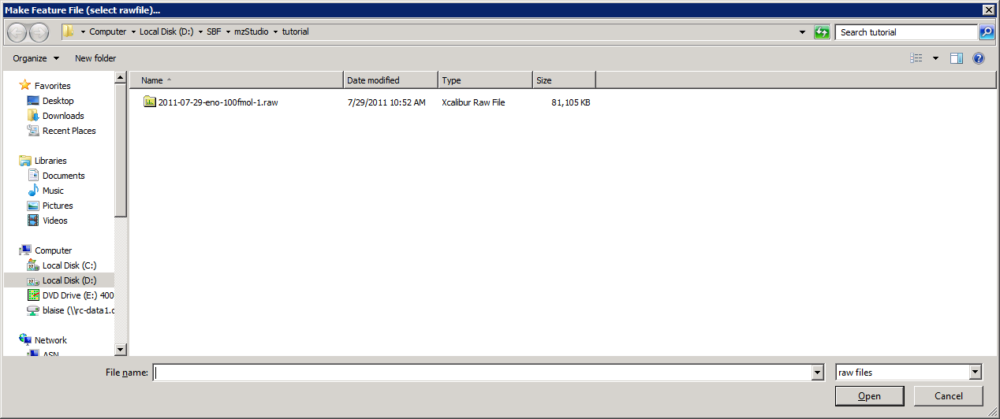 Make Feature File (select rawfile)...
Computer Local Disk (D:) SBF mzStudio tutorial Search tutorial
Organize New folder
Favorites
Desktop
Downloads
Recent Places
Libraries
Documents
Music
Pictures
Videos
Computer
Local Disk (C:)
Local Disk (D:)
DVD Drive (E:) 400
blaise (\\rc-data1.c
Network
ASN
Name Date modified Type Size
2011-07-29-eno-100fmol-1.raw 7/29/2011 10:52 AM Xcalibur Raw File 81,105 KB
File name: raw files
Open Cancel